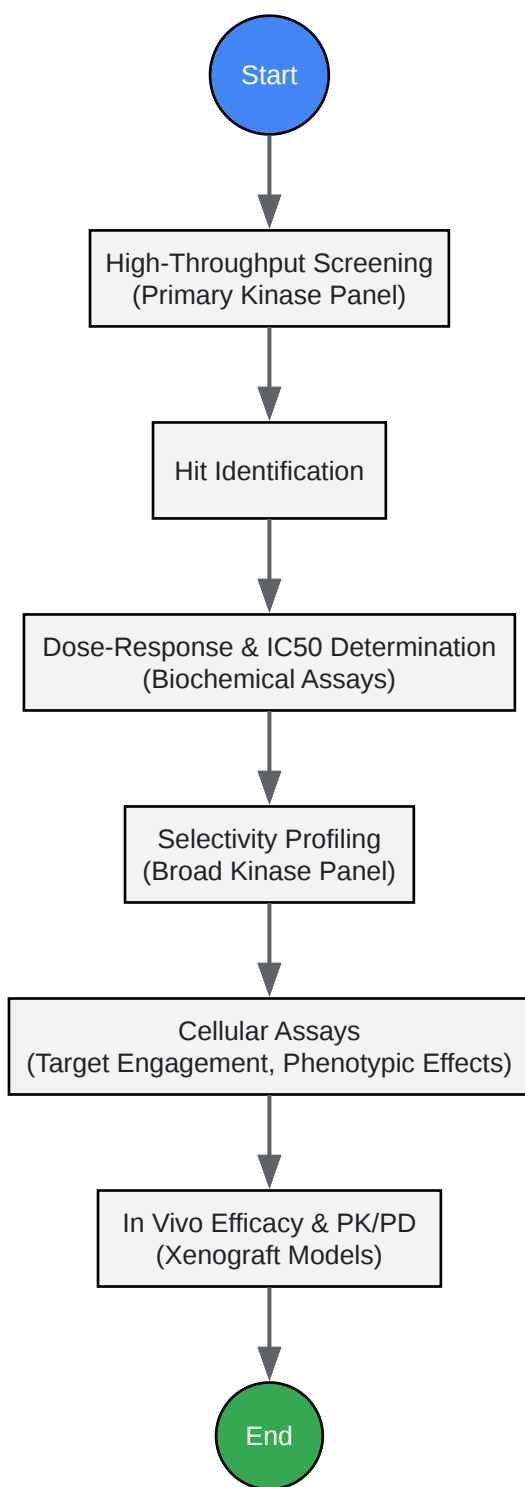 Start
High-Throughput Screening
(Primary Kinase Panel)
Hit Identification
Dose-Response & IC50 Determination
(Biochemical Assays)
Selectivity Profiling
(Broad Kinase Panel)
Cellular Assays
(Target Engagement, Phenotypic Effects)
In Vivo Efficacy & PK/PD
(Xenograft Models)
End